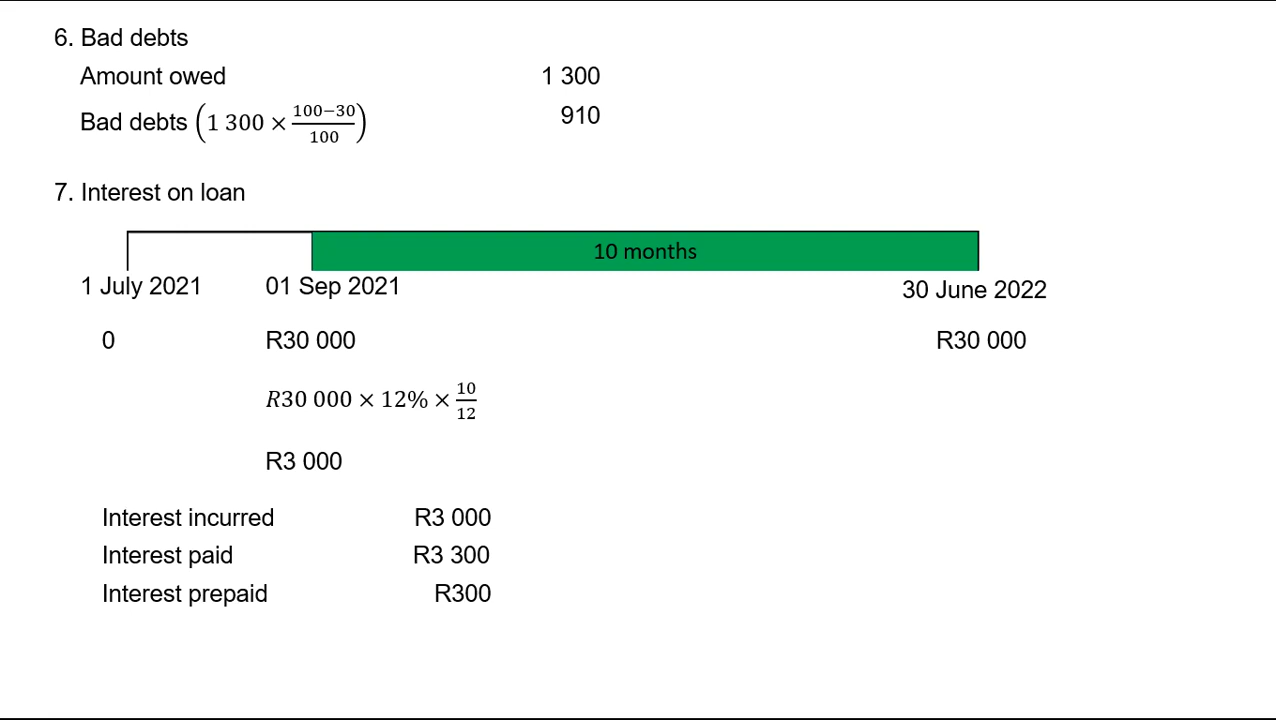 6. Bad debts
Amount owed 1 300
Bad debts (1 300 × \frac{100−30}{100}) 910
7. Interest on loan
10 months
1 July 2021 01 Sep 2021 30 June 2022
0 R30 000 R30 000
R30 000 × 12% × \frac{10}{12}
R3 000
Interest incurred R3 000
Interest paid R3 300
Interest prepaid R300